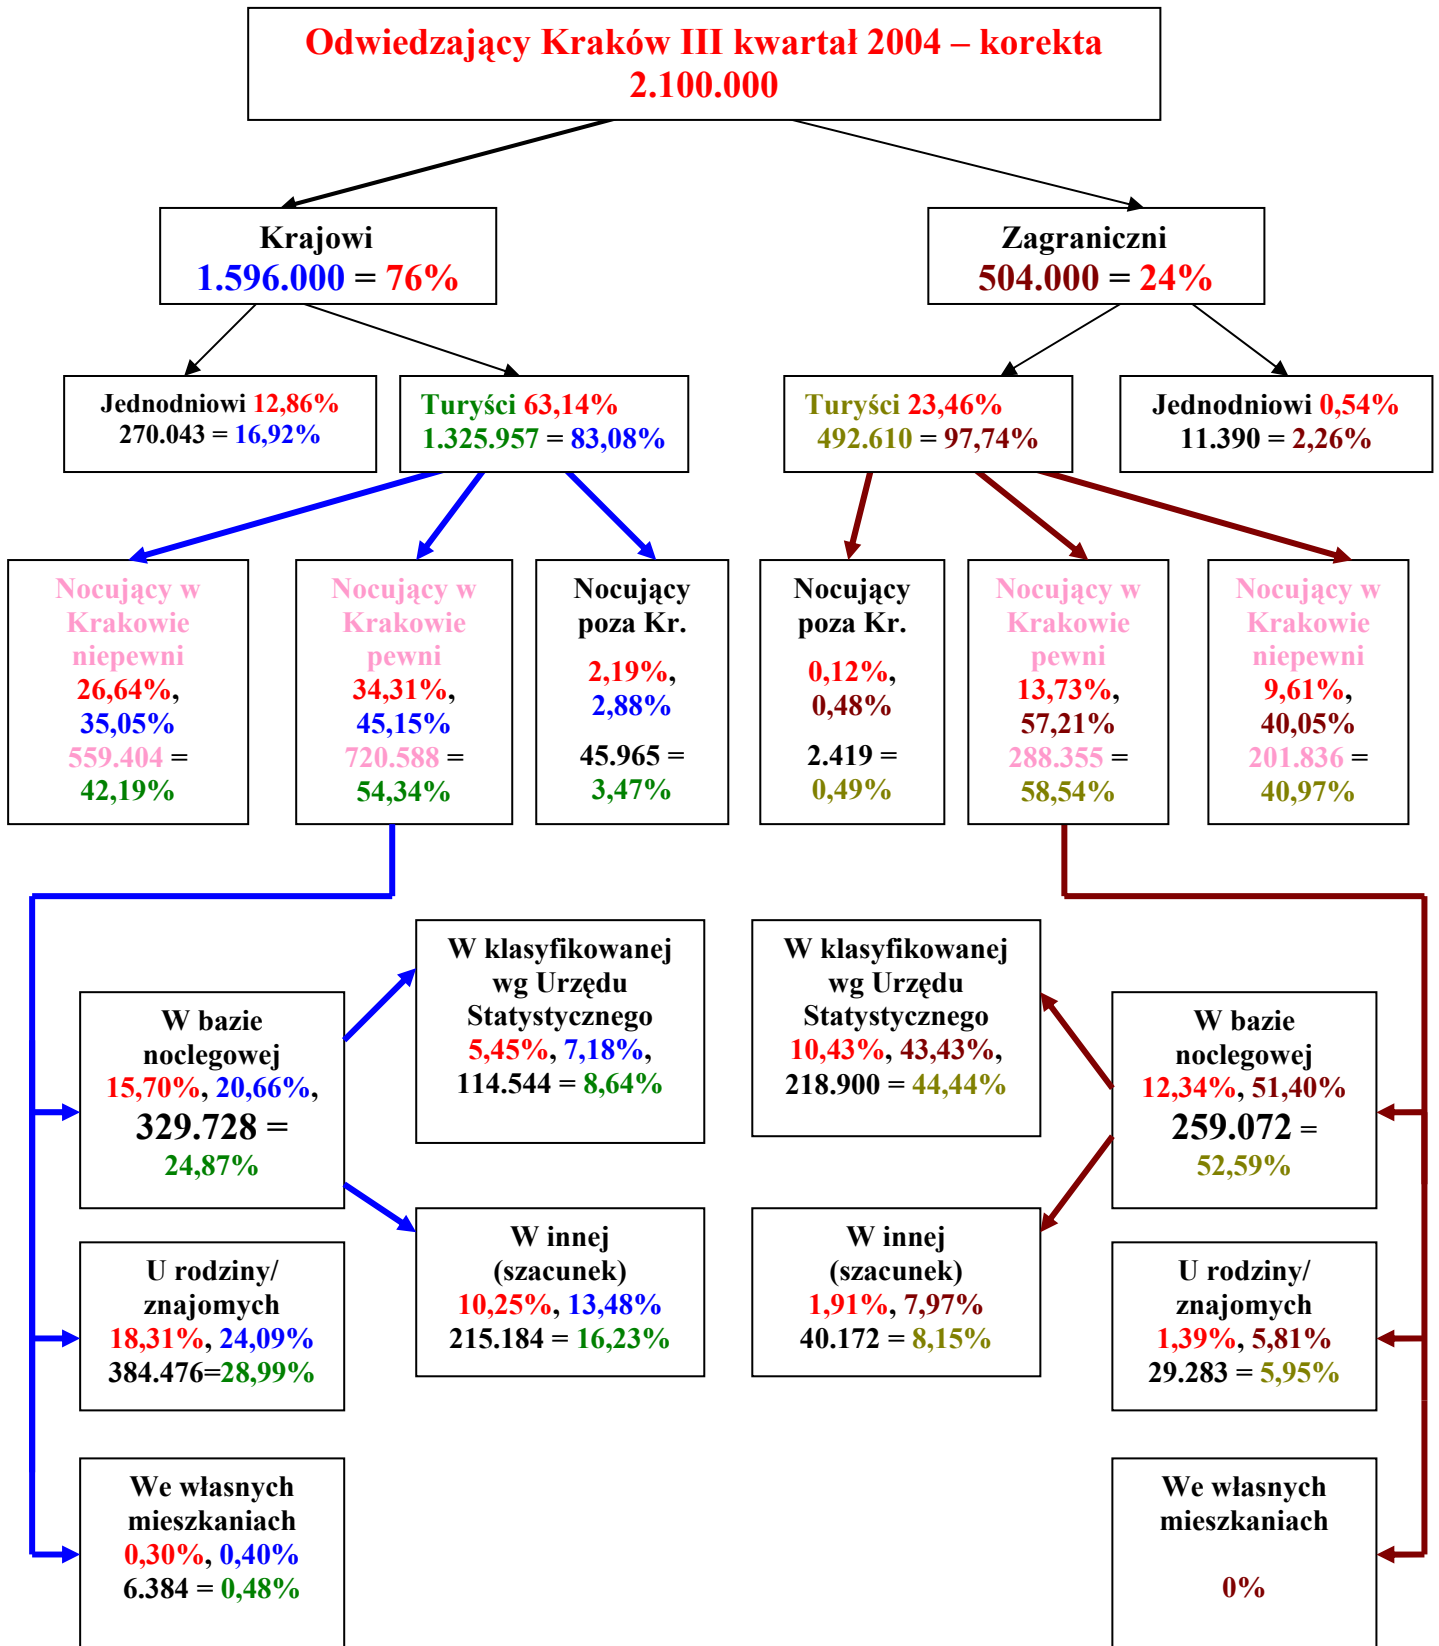 Odwiedzający Kraków III kwartał 2004 – korekta
2.100.000
Krajowi
1.596.000 = 76%
Zagraniczni
504.000 = 24%
Jednodniowi 12,86%
270.043 = 16,92%
Turyści 63,14%
1.325.957 = 83,08%
Turyści 23,46%
492.610 = 97,74%
Jednodniowi 0,54%
11.390 = 2,26%
Nocujący w
Krakowie
niepewni
26,64%,
35,05%
559.404 =
42,19%
Nocujący w
Krakowie
pewni
34,31%,
45,15%
720.588 =
54,34%
Nocujący
poza Kr.
2,19%,
2,88%
45.965 =
3,47%
Nocujący
poza Kr.
0,12%,
0,48%
2.419 =
0,49%
Nocujący w
Krakowie
pewni
13,73%,
57,21%
288.355 =
58,54%
Nocujący w
Krakowie
niepewni
9,61%,
40,05%
201.836 =
40,97%
W bazie
noclegowej
15,70%, 20,66%,
329.728 =
24,87%
W klasyfikowanej
wg Urzędu
Statystycznego
5,45%, 7,18%,
114.544 = 8,64%
W klasyfikowanej
wg Urzędu
Statystycznego
10,43%, 43,43%,
218.900 = 44,44%
W bazie
noclegowej
12,34%, 51,40%
259.072 =
52,59%
U rodziny/
znajomych
18,31%, 24,09%
384.476=28,99%
W innej
(szacunek)
10,25%, 13,48%
215.184 = 16,23%
W innej
(szacunek)
1,91%, 7,97%
40.172 = 8,15%
U rodziny/
znajomych
1,39%, 5,81%
29.283 = 5,95%
We własnych
mieszkaniach
0,30%, 0,40%
6.384 = 0,48%
We własnych
mieszkaniach
0%